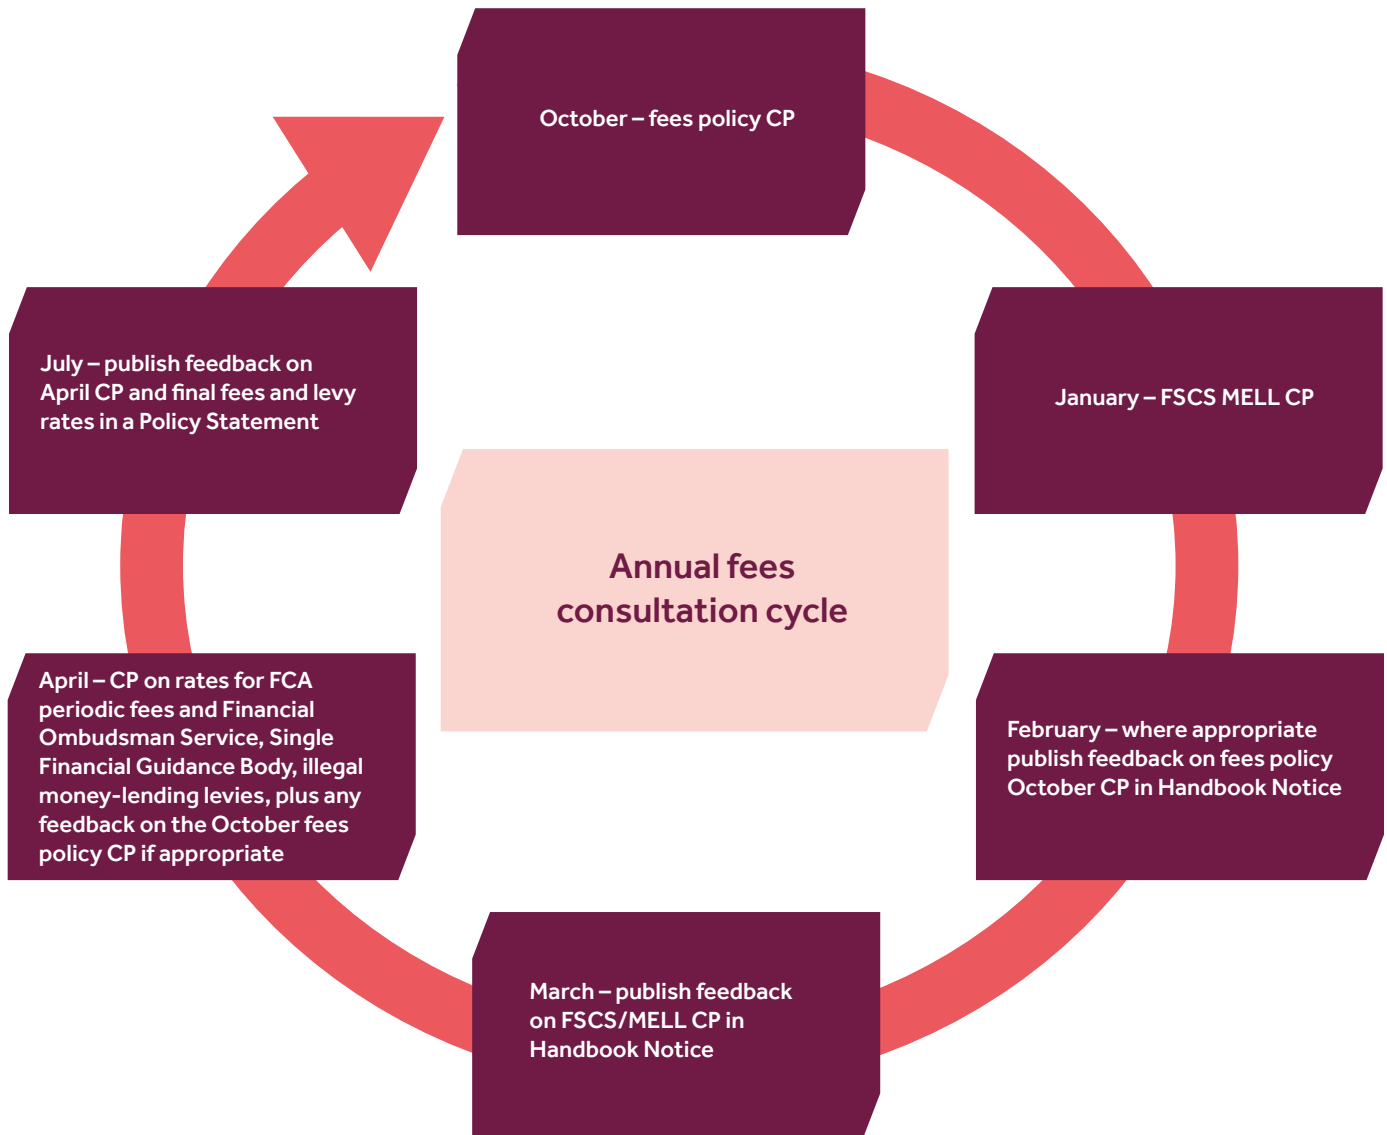 October – fees policy CP
January – FSCS MELL CP
February – where appropriate
publish feedback on fees policy
October CP in Handbook Notice
March – publish feedback
on FSCS/MELL CP in
Handbook Notice
April – CP on rates for FCA
periodic fees and Financial
Ombudsman Service, Single
Financial Guidance Body, illegal
money-lending levies, plus any
feedback on the October fees
policy CP if appropriate
July – publish feedback on
April CP and final fees and levy
rates in a Policy Statement
Annual fees
consultation cycle